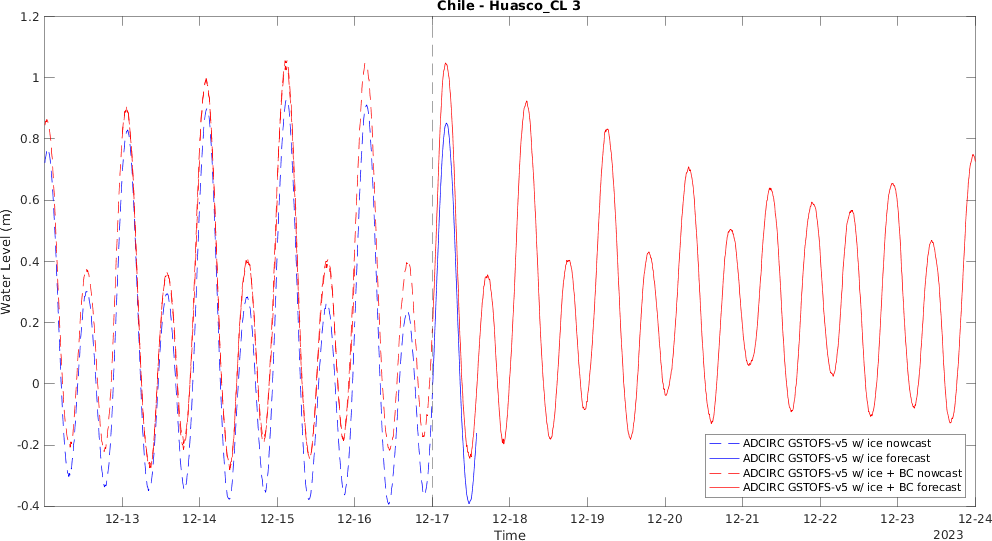 Chile - Huasco_CL 3
Water Level (m)
1.2
1
0.8
0.6
0.4
0.2
0
-0.2
-0.4
ADCIRC GSTOFS-v5 w/ ice nowcast
ADCIRC GSTOFS-v5 w/ ice forecast
ADCIRC GSTOFS-v5 w/ ice + BC nowcast
ADCIRC GSTOFS-v5 w/ ice + BC forecast
12-13 12-14 12-15 12-16 12-17 12-18 12-19 12-20 12-21 12-22 12-23 12-24
Time
2023